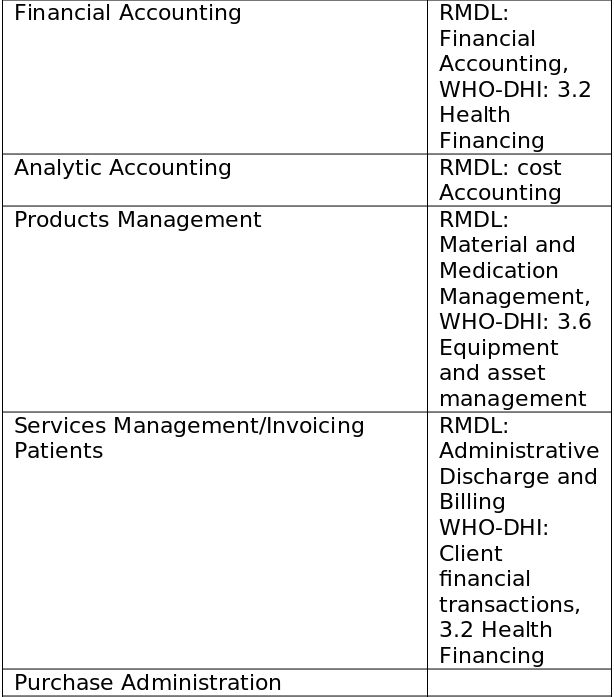 Financial Accounting
RMDL:
Financial
Accounting,
WHO-DHI: 3.2
Health
Financing
Analytic Accounting
RMDL: cost
Accounting
Products Management
RMDL:
Material and
Medication
Management,
WHO-DHI: 3.6
Equipment
and asset
management
Services Management/Invoicing
Patients
RMDL:
Administrative
Discharge and
Billing
WHO-DHI:
Client
financial
transactions,
3.2 Health
Financing
Purchase Administration